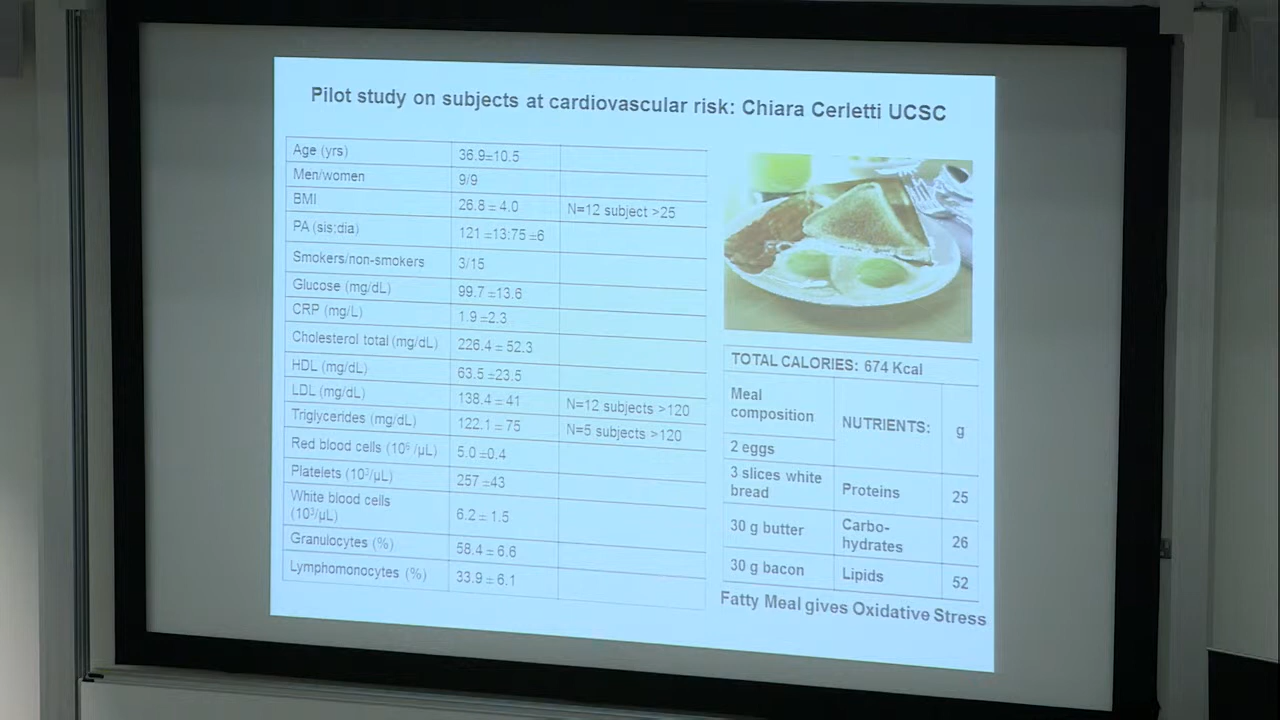 Pilot study on subjects at cardiovascular risk: Chiara Cerletti UCSC
Age (yrs) 36.9±10.5
Men/women 9/9
BMI 26.8 ± 4.0 N=12 subject >25
PA (sis:dia) 121 ±13:75 ±6
Smokers/non-smokers 3/15
Glucose (mg/dL) 99.7 ±13.6
CRP (mg/L) 1.9 ±2.3
Cholesterol total (mg/dL) 226.4 ± 52.3
HDL (mg/dL) 63.5 ±23.5
LDL (mg/dL) 138.4 ± 41 N=12 subjects >120
Triglycerides (mg/dL) 122.1 ± 75 N=5 subjects >120
Red blood cells (10⁶ /µL) 5.0 ±0.4
Platelets (10³/µL) 257 ±43
White blood cells
(10³/µL) 6.2 ± 1.5
Granulocytes (%) 58.4 ± 6.6
Lymphomonocytes (%) 33.9 ± 6.1
TOTAL CALORIES: 674 Kcal
Meal
composition
NUTRIENTS: g
2 eggs
3 slices white
bread
Proteins 25
30 g butter
Carbo-
hydrates
26
30 g bacon Lipids 52
Fatty Meal gives Oxidative Stress